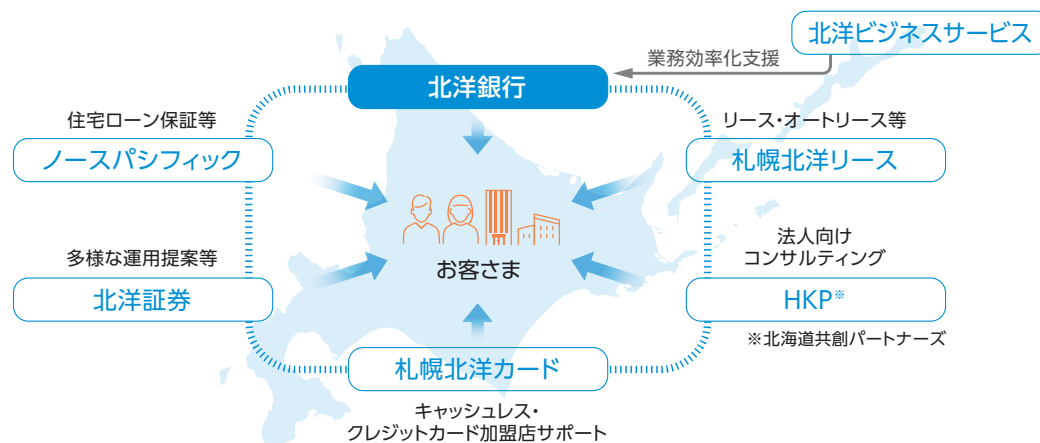 北洋ビジネスサービス
業務効率化支援
北洋銀行
住宅ローン保証等
ノースパシフィック
リース・オートリース等
札幌北洋リース
お客さま
多様な運用提案等
北洋証券
法人向け
コンサルティング
HKP※
※北海道共創パートナーズ
札幌北洋カード
キャッシュレス・
クレジットカード加盟店サポート